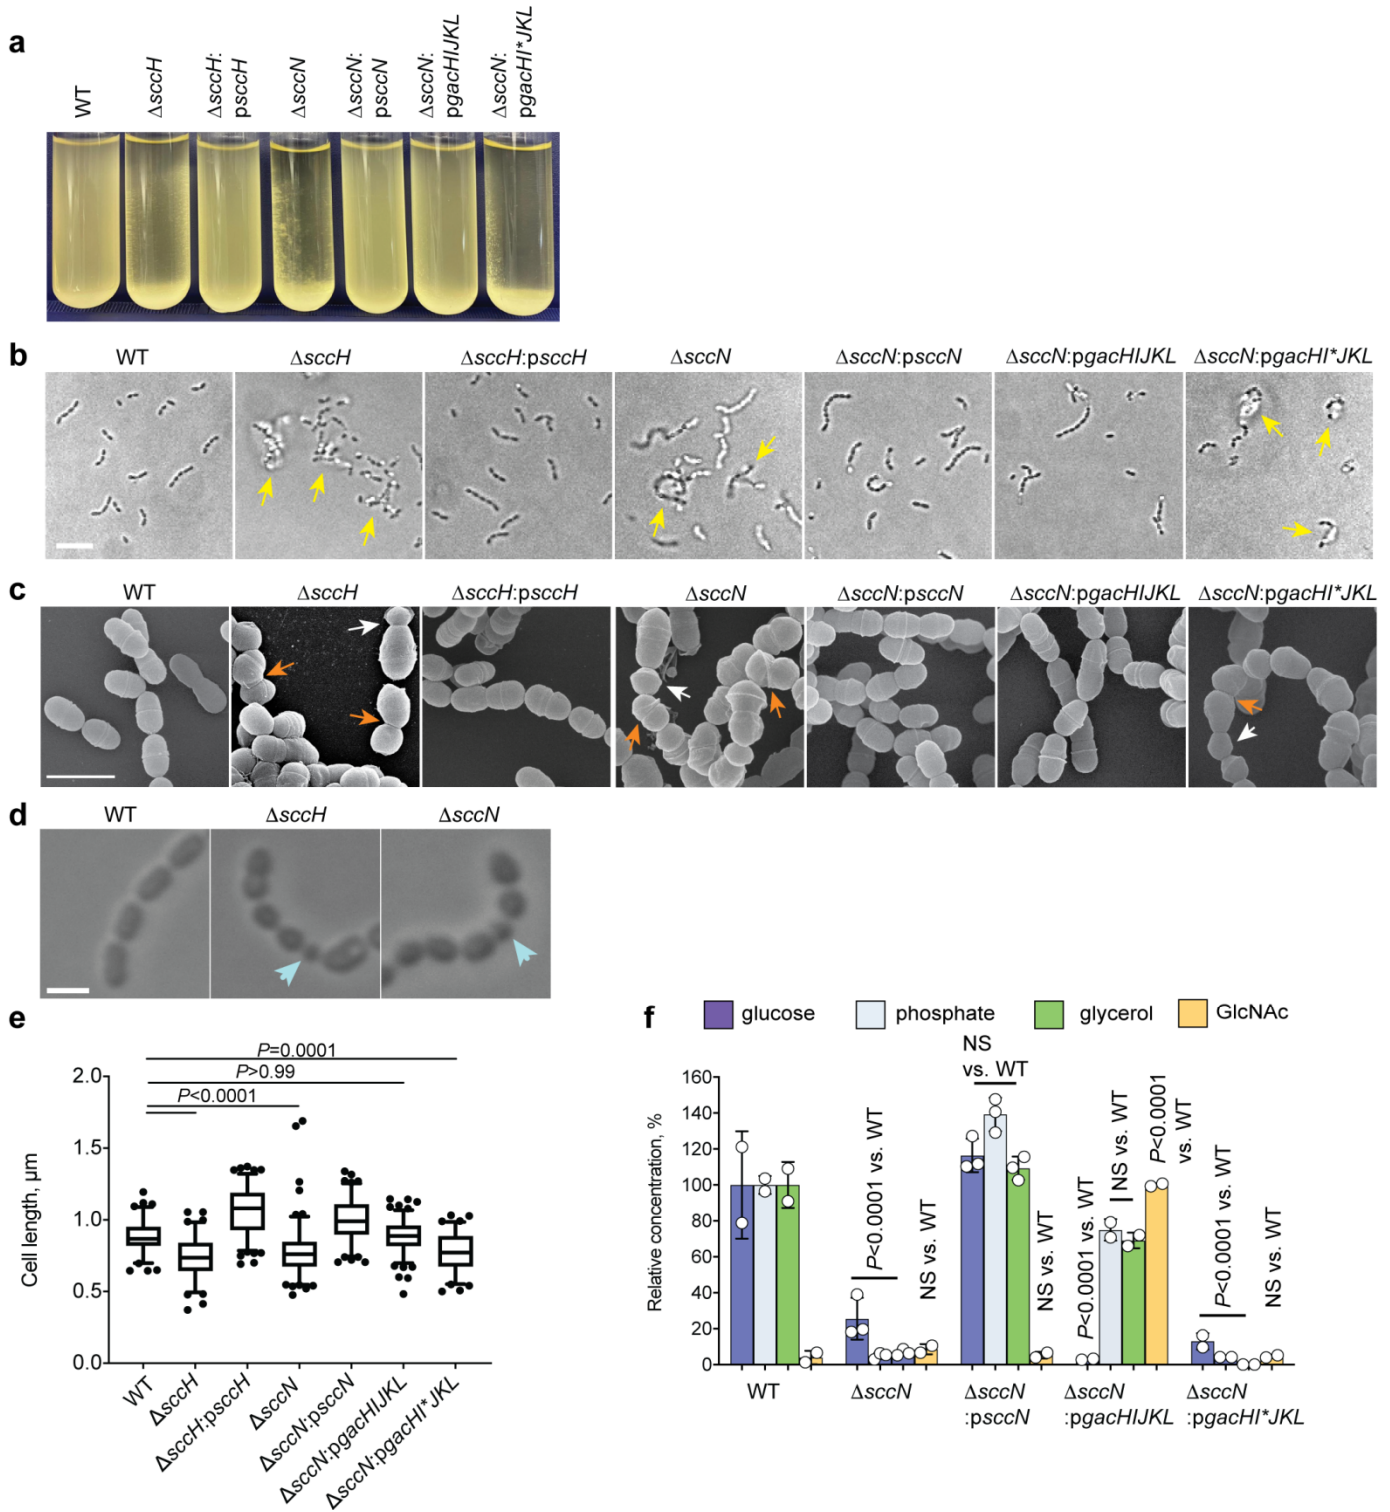 a
WT
ΔsccH
ΔsccH:
psccH
ΔsccN
ΔsccN:
psccN
ΔsccN:
pgacHIJKL
ΔsccN:
pgacHI*JKL
b
WT
ΔsccH
ΔsccH:psccH
ΔsccN
ΔsccN:psccN
ΔsccN:pgacHIJKL
ΔsccN:pgacHI*JKL
c
WT
ΔsccH
ΔsccH:psccH
ΔsccN
ΔsccN:psccN
ΔsccN:pgacHIJKL
ΔsccN:pgacHI*JKL
d
WT
ΔsccH
ΔsccN
e
P=0.0001
P>0.99
P<0.0001
2.0
1.5
1.0
0.5
0.0
Cell length, μm
WT
ΔsccH
ΔsccH:psccH
ΔsccN
ΔsccN:psccN
ΔsccN:pgacHIJKL
ΔsccN:pgacHI*JKL
f
glucose
phosphate
glycerol
GlcNAc
160
140
120
100
80
60
40
20
0
Relative concentration, %
P<0.0001 vs. WT
NS vs. WT
NS
vs. WT
NS vs. WT
P<0.0001 vs. WT
NS vs. WT
P<0.0001
vs. WT
P<0.0001 vs. WT
NS vs. WT
WT
ΔsccN
ΔsccN
:psccN
ΔsccN
:pgacHIJKL
ΔsccN
:pgacHI*JKL